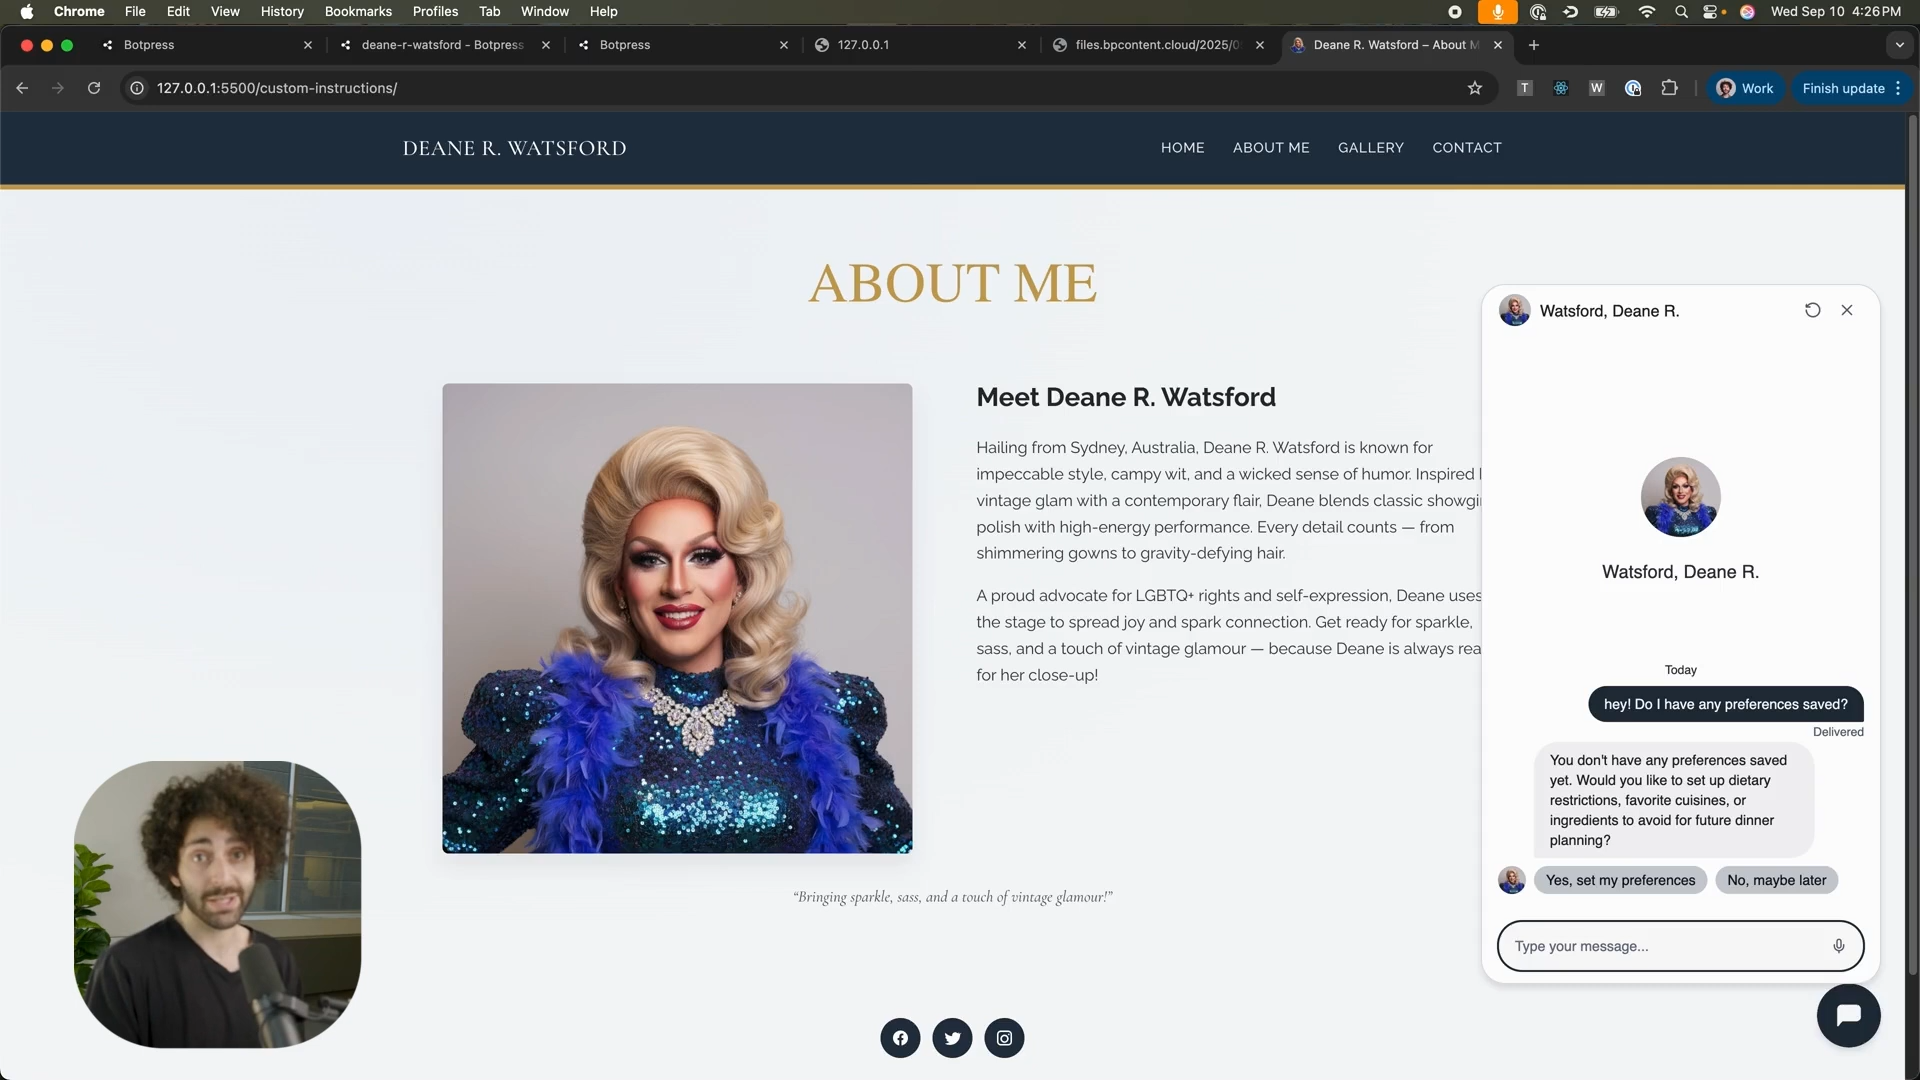 Chrome File Edit View History Bookmarks Profiles Tab Window Help
Wed Sep 10 4:26 PM
Botpress
deane-r-watsford - Botpress
Botpress
127.0.0.1
files.bpcontent.cloud/2025/0
Deane R. Watsford – About M
127.0.0.1:5500/custom-instructions/
T
W
Work
Finish update
DEANE R. WATSFORD
HOME
ABOUT ME
GALLERY
CONTACT
ABOUT ME
Meet Deane R. Watsford
Hailing from Sydney, Australia, Deane R. Watsford is known for
impeccable style, campy wit, and a wicked sense of humor. Inspired
vintage glam with a contemporary flair, Deane blends classic showgi
polish with high-energy performance. Every detail counts — from
shimmering gowns to gravity-defying hair.
A proud advocate for LGBTQ+ rights and self-expression, Deane uses
the stage to spread joy and spark connection. Get ready for sparkle,
sass, and a touch of vintage glamour — because Deane is always rea
for her close-up!
“Bringing sparkle, sass, and a touch of vintage glamour!”
Watsford, Deane R.
Watsford, Deane R.
Today
hey! Do I have any preferences saved?
Delivered
You don't have any preferences saved
yet. Would you like to set up dietary
restrictions, favorite cuisines, or
ingredients to avoid for future dinner
planning?
Yes, set my preferences
No, maybe later
Type your message...